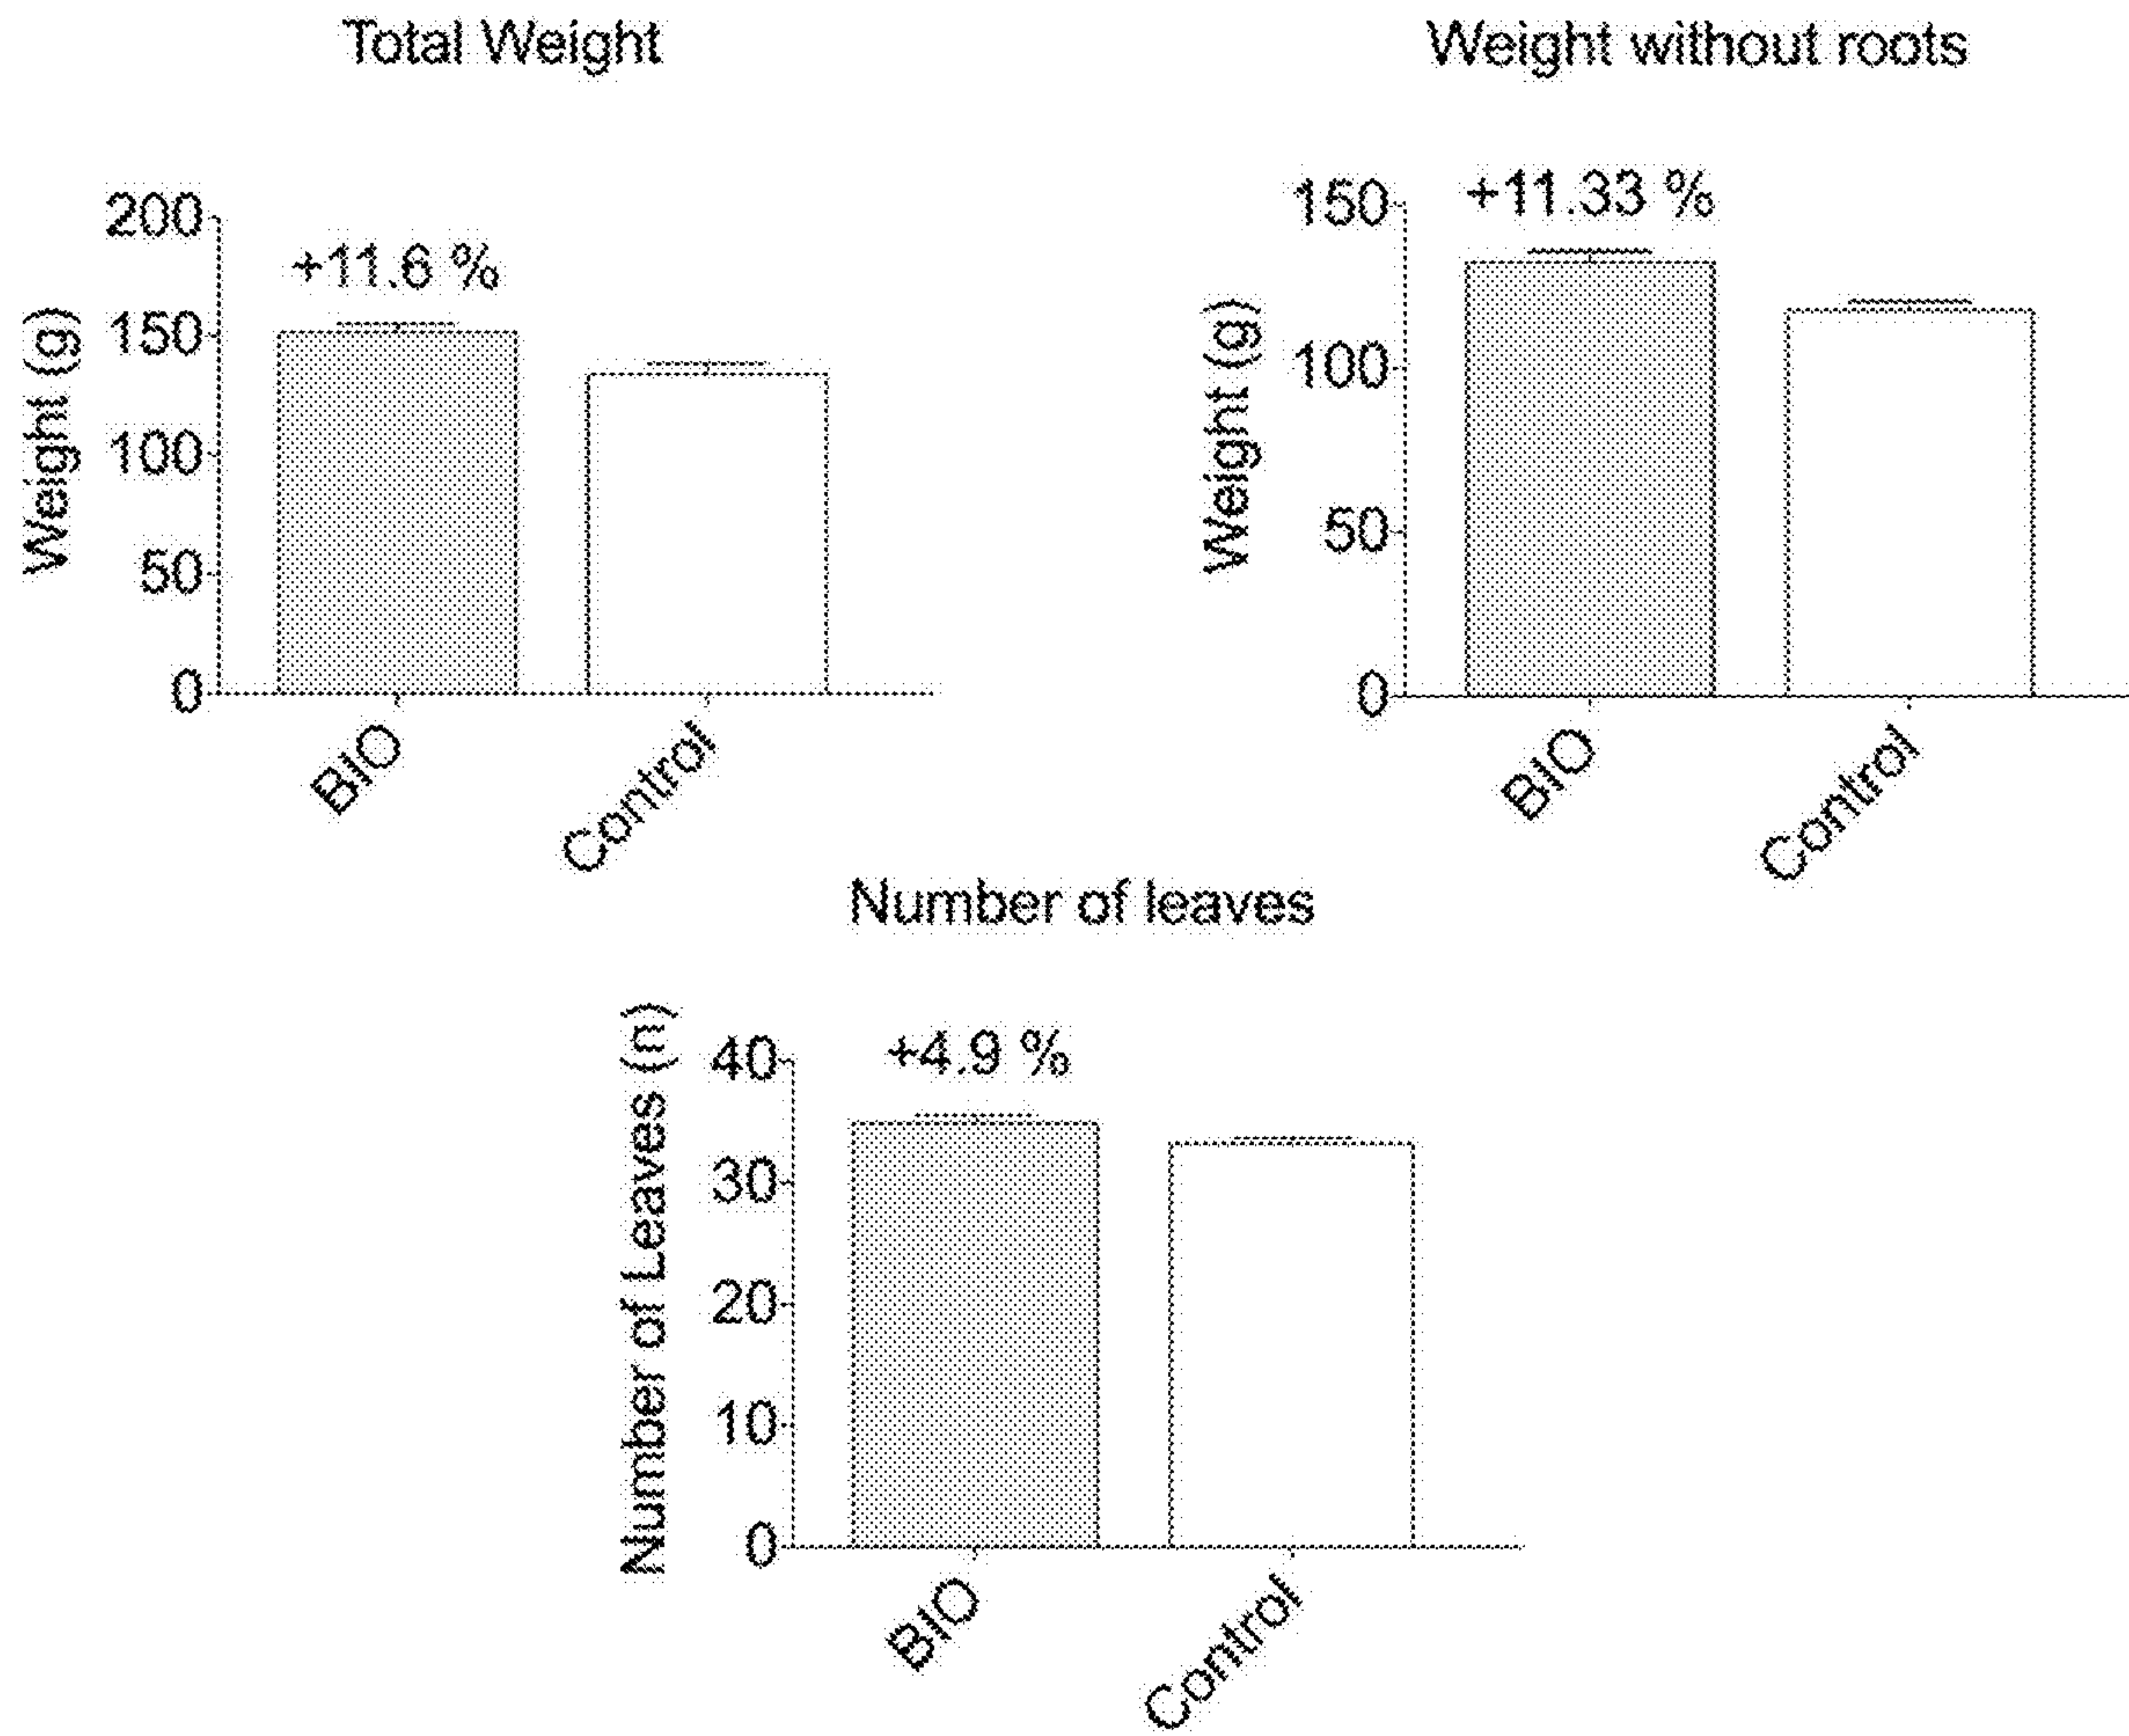 Total Weight
Weight (g)
200
150
100
50
0
+11.6 %
BIO
Control
Weight without roots
Weight (g)
150
100
50
0
+11.33 %
BIO
Control
Number of leaves
Number of Leaves (n)
40
30
20
10
0
+4.9 %
BIO
Control